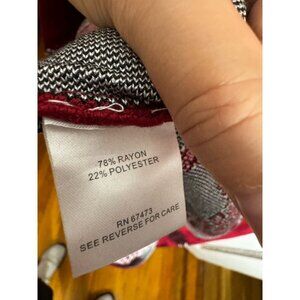 78% RAYON
22% POLYESTER
RN 67473
SEE REVERSE FOR CARE